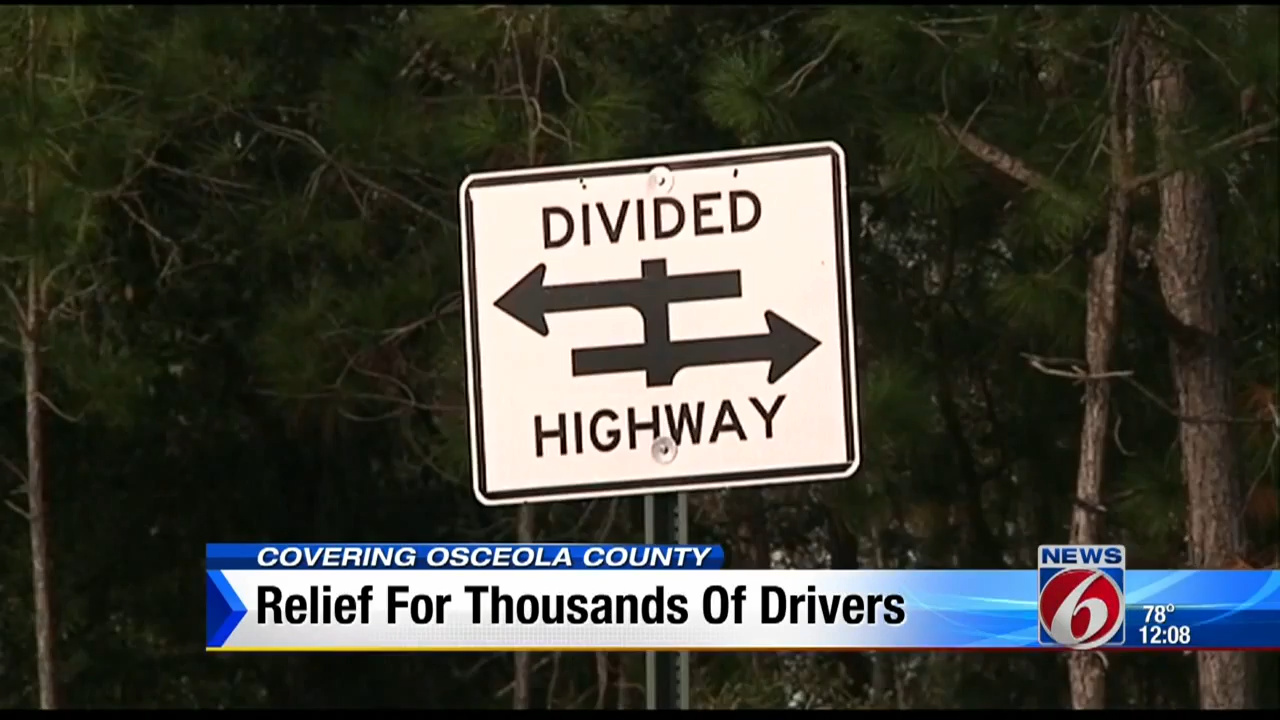 DIVIDED
HIGHWAY
COVERING OSCEOLA COUNTY
Relief For Thousands Of Drivers
NEWS
6
78°
12:08